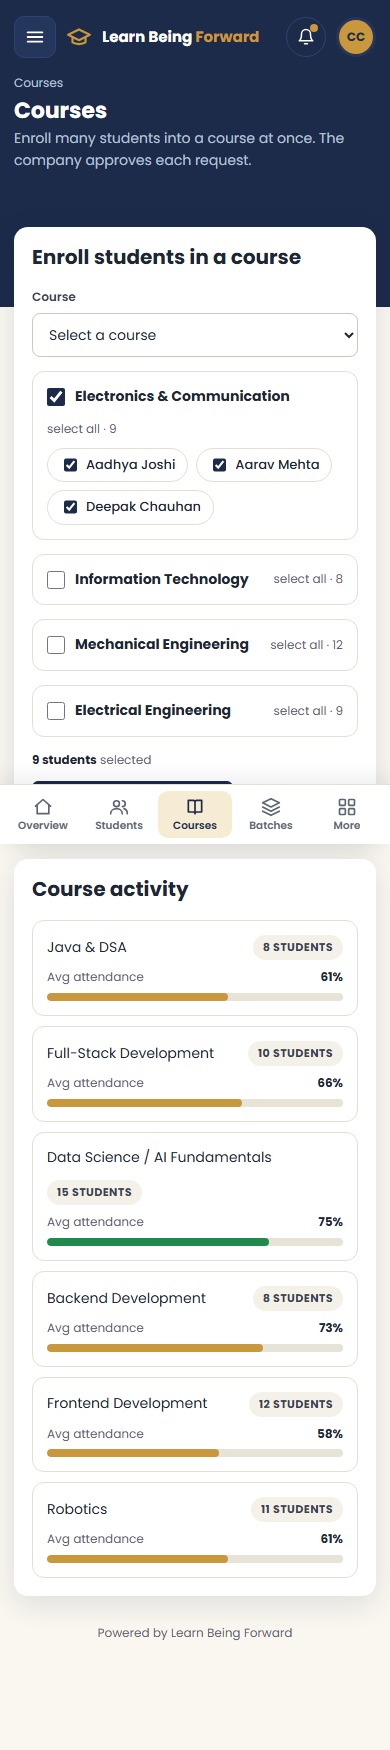 Learn Being Forward
CC
Courses
Courses
Enroll many students into a course at once. The
company approves each request.
Enroll students in a course
Course
Select a course
Electronics & Communication
select all · 9
Aadhya Joshi
Aarav Mehta
Deepak Chauhan
Information Technology
select all · 8
Mechanical Engineering
select all · 12
Electrical Engineering
select all · 9
9 students selected
Overview
Students
Courses
Batches
More
Course activity
Java & DSA
8 STUDENTS
Avg attendance
61%
Full-Stack Development
10 STUDENTS
Avg attendance
66%
Data Science / AI Fundamentals
15 STUDENTS
Avg attendance
75%
Backend Development
8 STUDENTS
Avg attendance
73%
Frontend Development
12 STUDENTS
Avg attendance
58%
Robotics
11 STUDENTS
Avg attendance
61%
Powered by Learn Being Forward